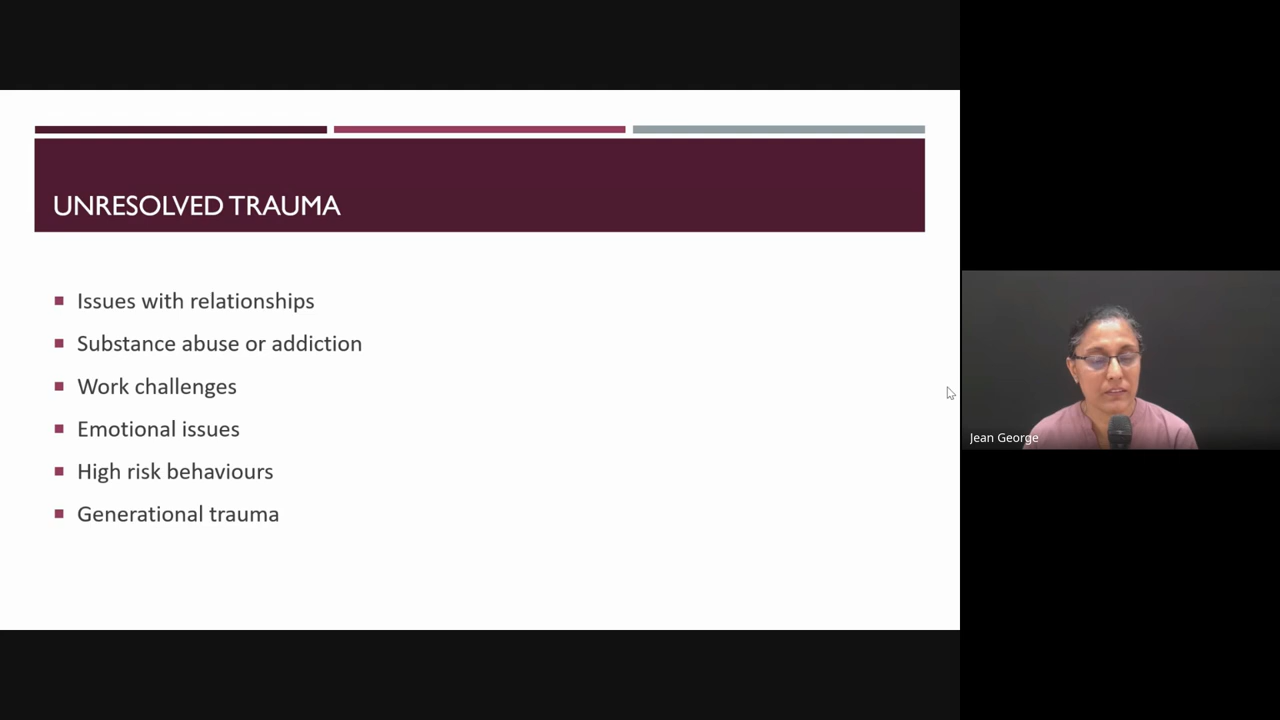 UNRESOLVED TRAUMA
Issues with relationships
Substance abuse or addiction
Work challenges
Emotional issues
High risk behaviours
Generational trauma
Jean George